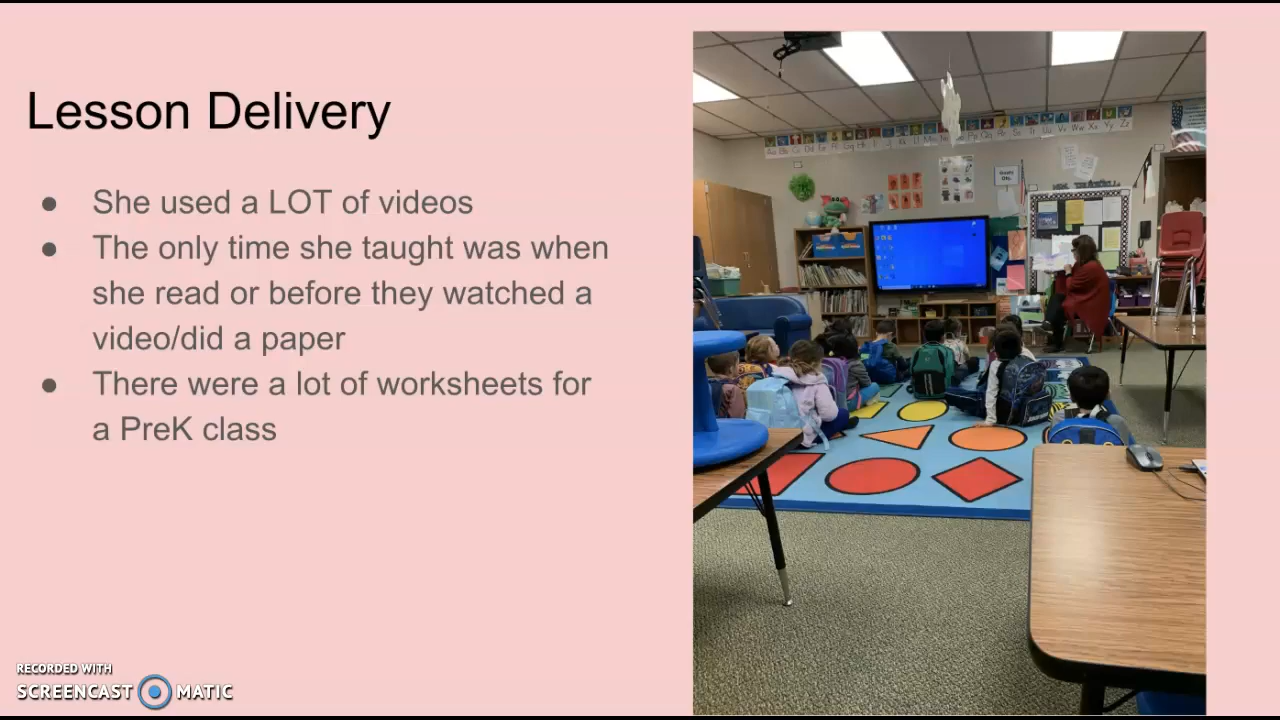 Lesson Delivery
● She used a LOT of videos
● The only time she taught was when
she read or before they watched a
video/did a paper
● There were a lot of worksheets for
a PreK class
RECORDED WITH
SCREENCAST MATIC